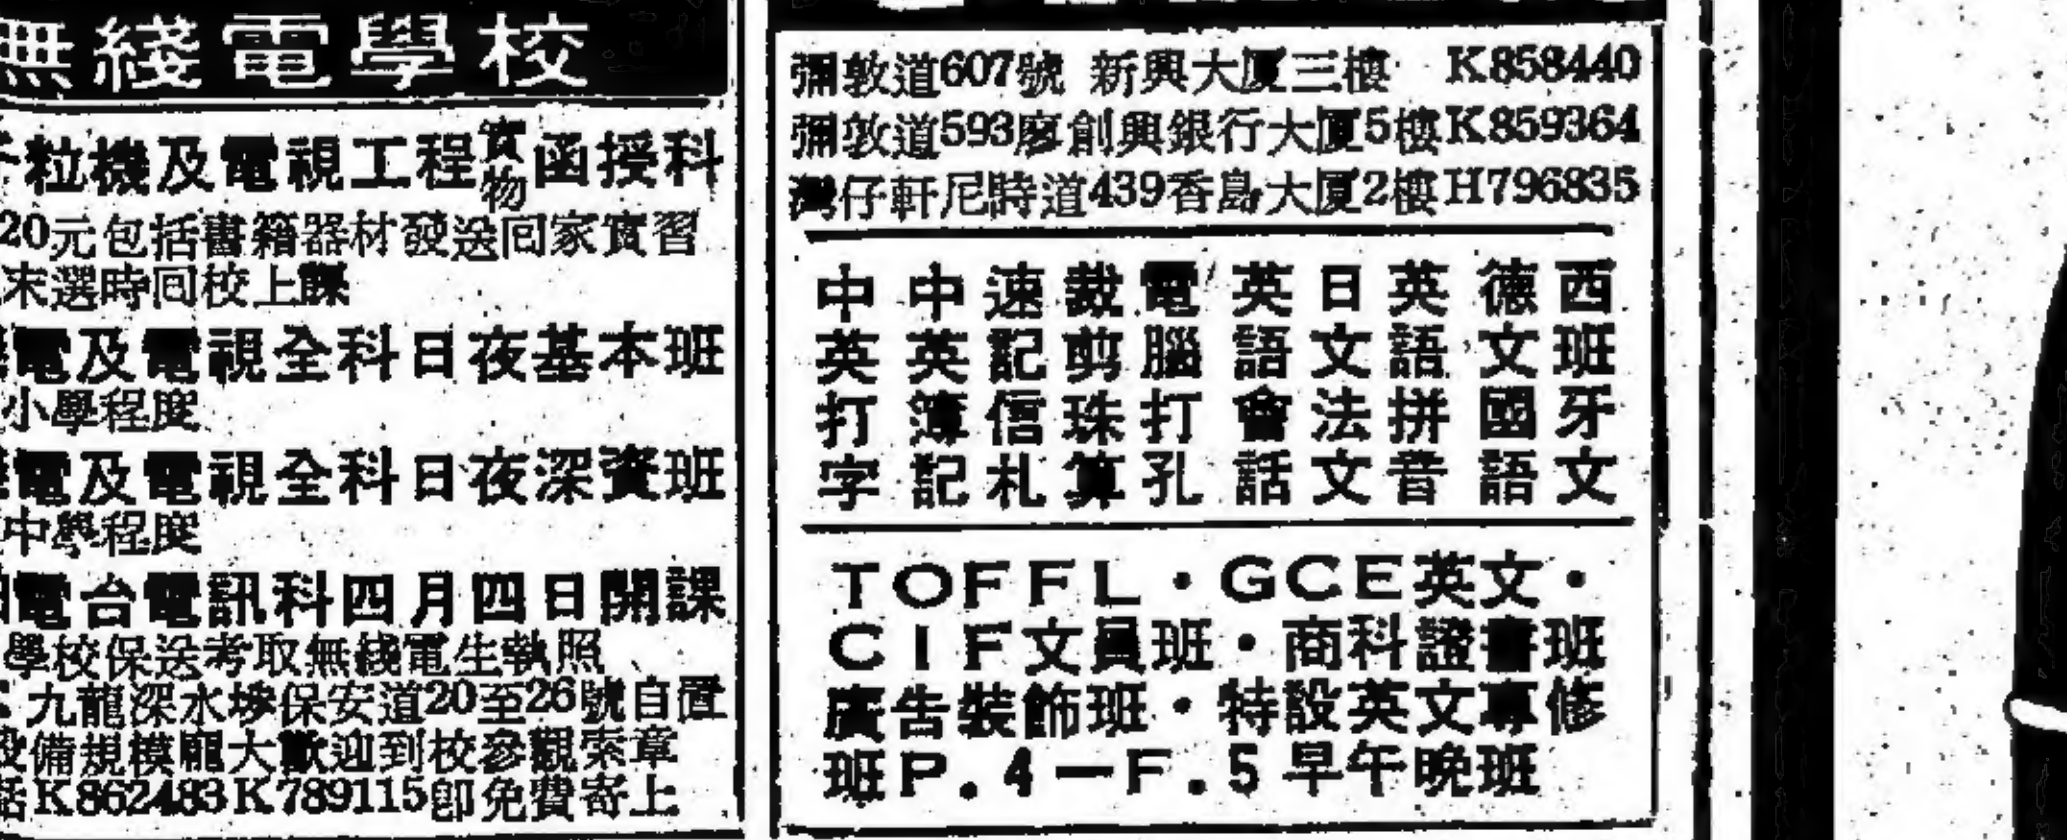 無綫電學校
粒機及電視工程實物函授科
20元包括書籍器材發送回家實習
末選時回校上課
電及電視全科日夜基本班
小學程度
電及電視全科日夜深資班
中學程度
電台電訊科四月四日開課
學校保送考取無綫電生執照
九龍深水埗保安道20至26號自置
設備規模龐大歡迎到校參觀索章
話K862483K789115即免費寄上
彌敦道607號 新興大厦三樓 K858440
彌敦道593廖創興銀行大厦5樓K859364
灣仔軒尼時道439香島大厦2樓H796835
中英打字
中英簿記
速記信札
裁剪珠算
電腦打孔
英語會話
日文法文
英語拼音
德文國語
西班牙文
TOFFL·GCE英文·
CIF文員班·商科證書班
廣告裝飾班·特設英文專修
班P.4—F.5早午晚班